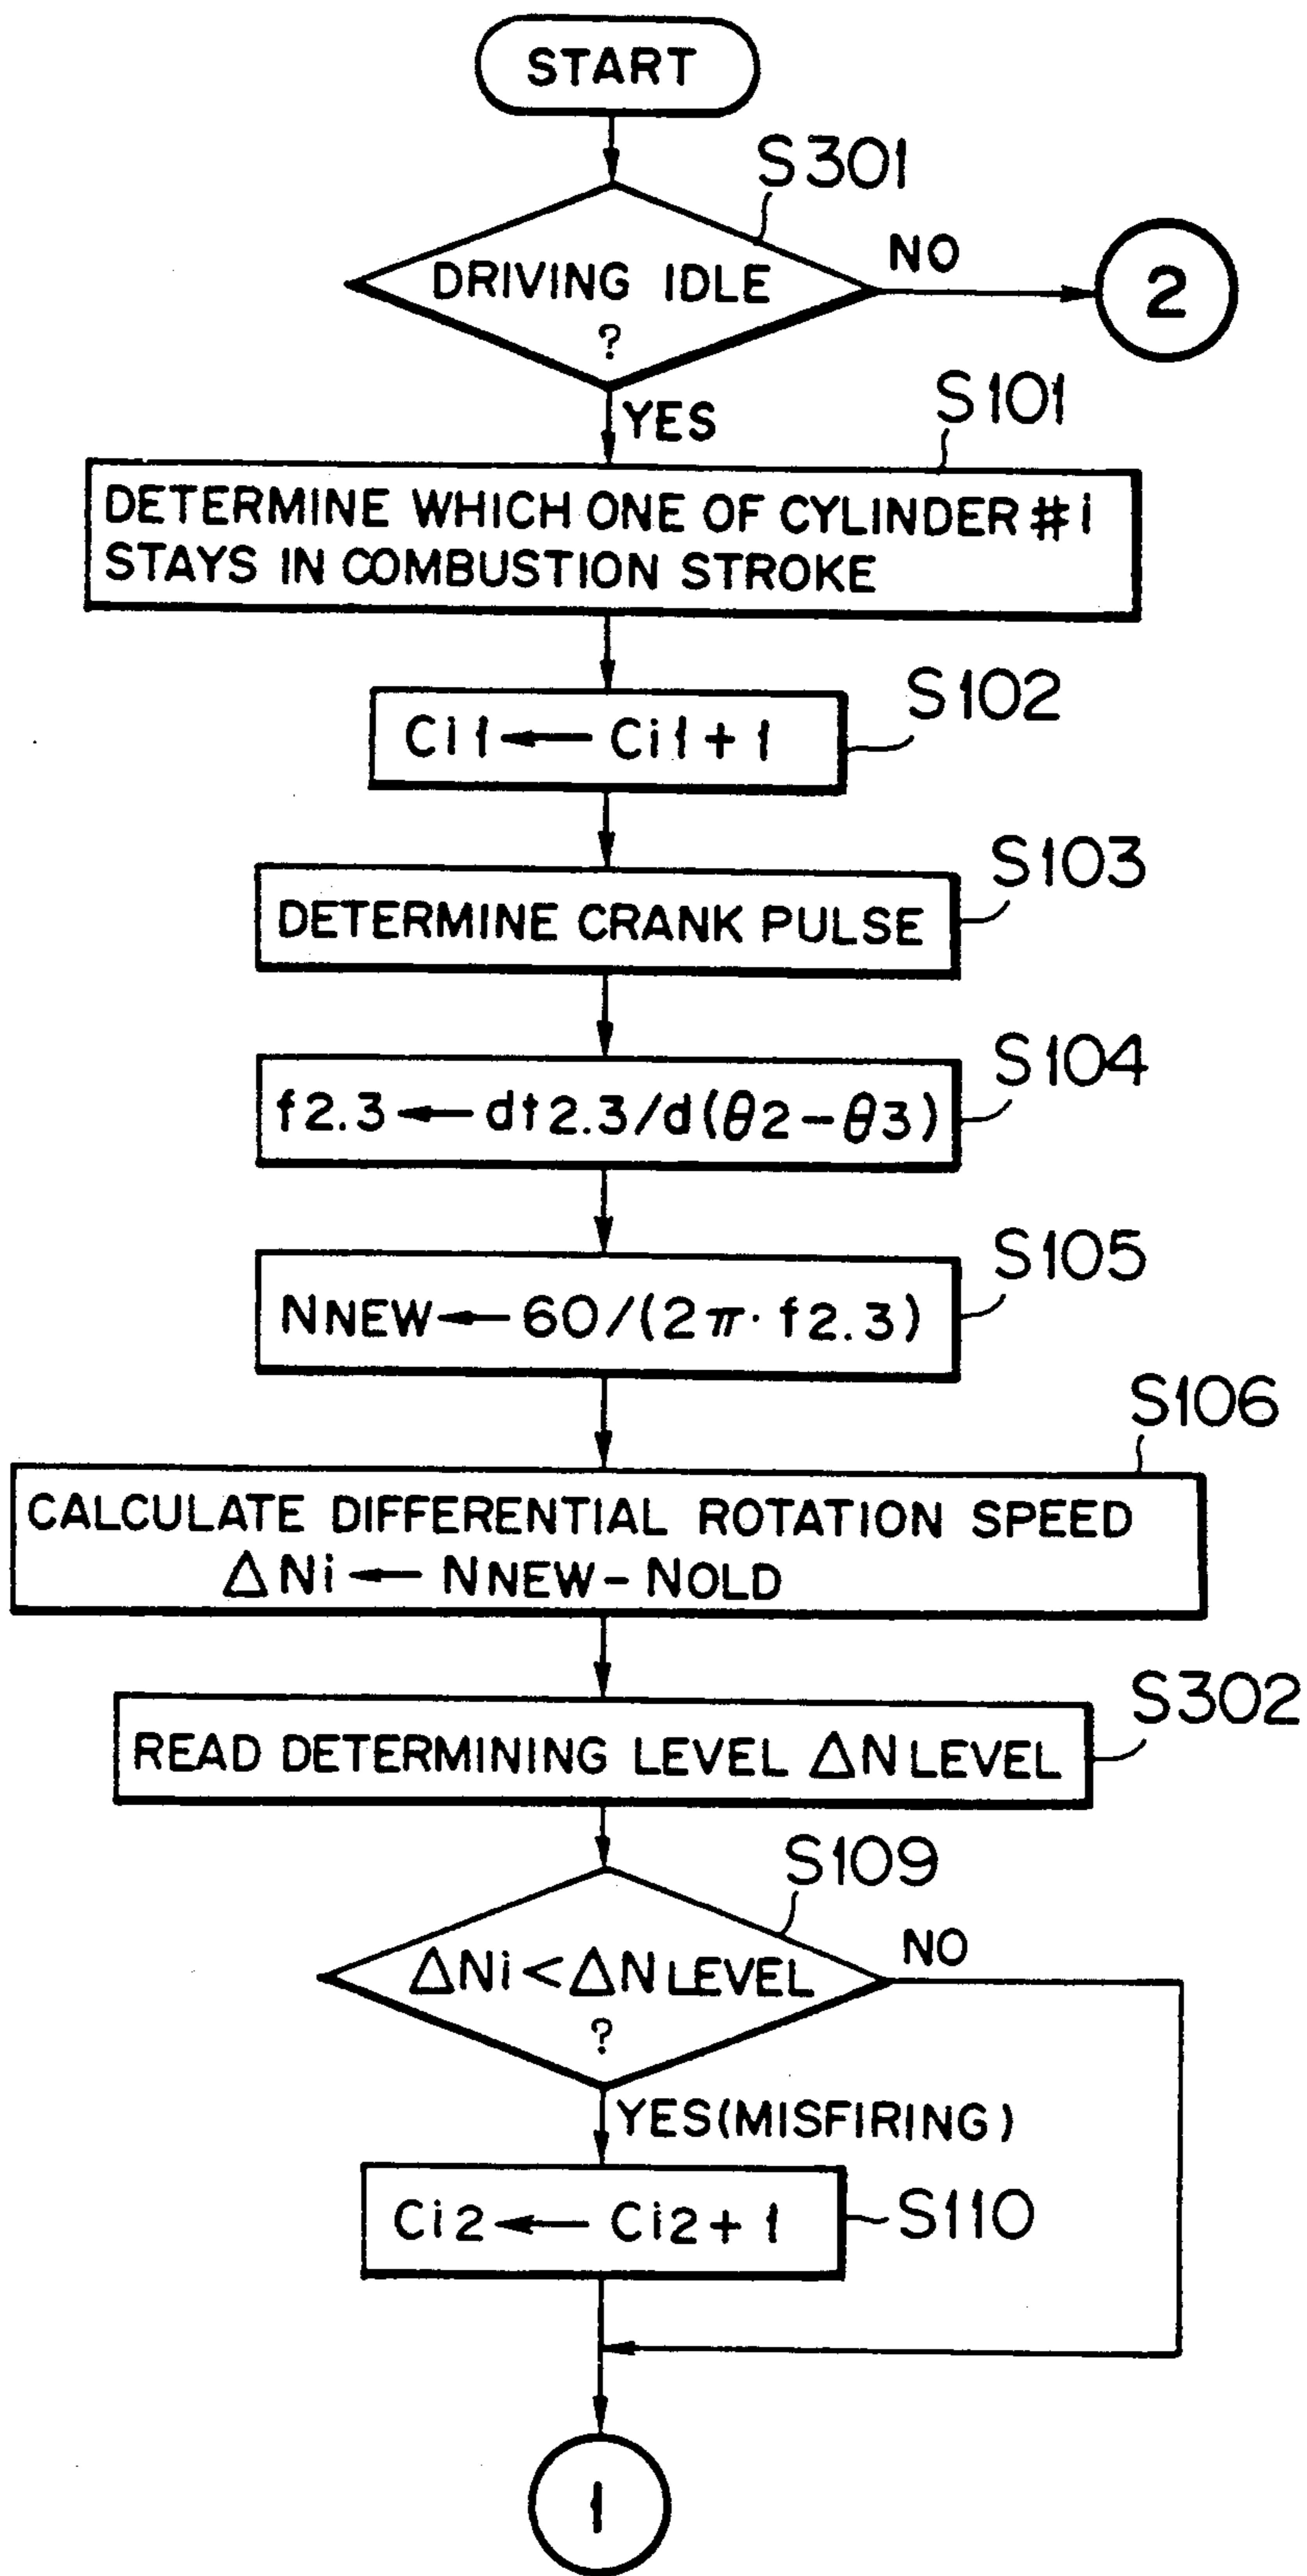 START
S301
DRIVING IDLE
?
NO
2
YES
S101
DETERMINE WHICH ONE OF CYLINDER #i
STAYS IN COMBUSTION STROKE
S102
Ci1 ← Ci1 + 1
S103
DETERMINE CRANK PULSE
S104
f2.3 ← dt2.3/d(θ2-θ3)
S105
NNEW ← 60/(2π· f2.3)
S106
CALCULATE DIFFERENTIAL ROTATION SPEED
ΔNi ← NNEW - NOLD
S302
READ DETERMINING LEVEL ΔNLEVEL
S109
ΔNi < ΔNLEVEL
?
NO
YES(MISFIRING)
S110
Ci2 ← Ci2 + 1
1